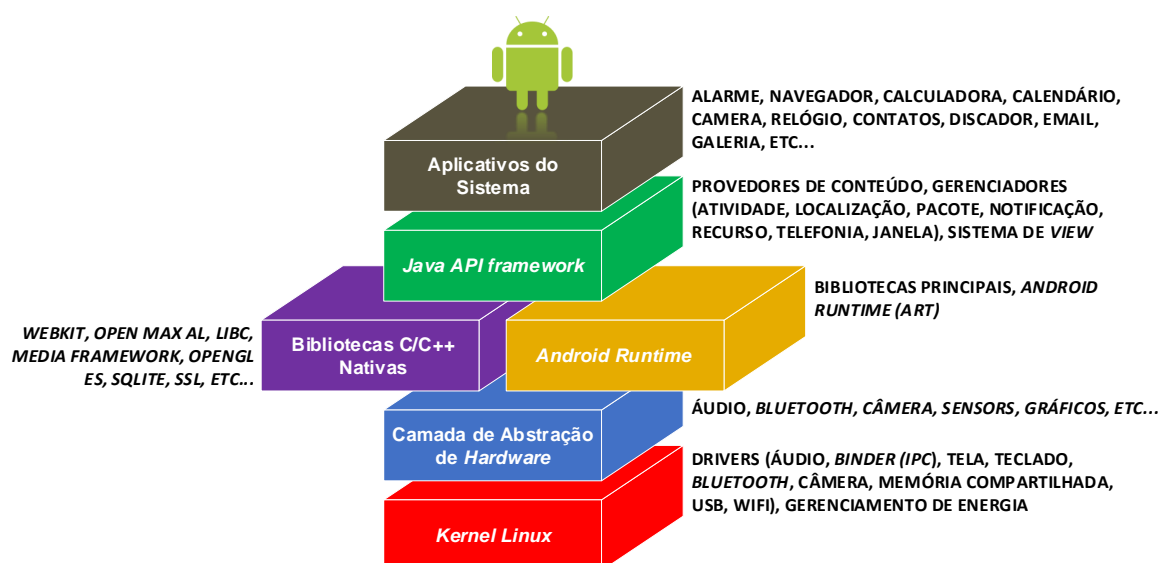 ALARME, NAVEGADOR, CALCULADORA, CALENDÁRIO,
CAMERA, RELÓGIO, CONTATOS, DISCADOR, EMAIL,
GALERIA, ETC...
Aplicativos do
Sistema
PROVEDORES DE CONTEÚDO, GERENCIADORES
(ATIVIDADE, LOCALIZAÇÃO, PACOTE, NOTIFICAÇÃO,
RECURSO, TELEFONIA, JANELA), SISTEMA DE VIEW
Java API framework
BIBLIOTECAS PRINCIPAIS, ANDROID
RUNTIME (ART)
WEBKIT, OPEN MAX AL, LIBC,
MEDIA FRAMEWORK, OPENGL
ES, SQLITE, SSL, ETC...
Bibliotecas C/C++
Nativas
Android Runtime
ÁUDIO, BLUETOOTH, CÂMERA, SENSORS, GRÁFICOS, ETC...
Camada de Abstração
de Hardware
DRIVERS (ÁUDIO, BINDER (IPC), TELA, TECLADO,
BLUETOOTH, CÂMERA, MEMÓRIA COMPARTILHADA,
USB, WIFI), GERENCIAMENTO DE ENERGIA
Kernel Linux